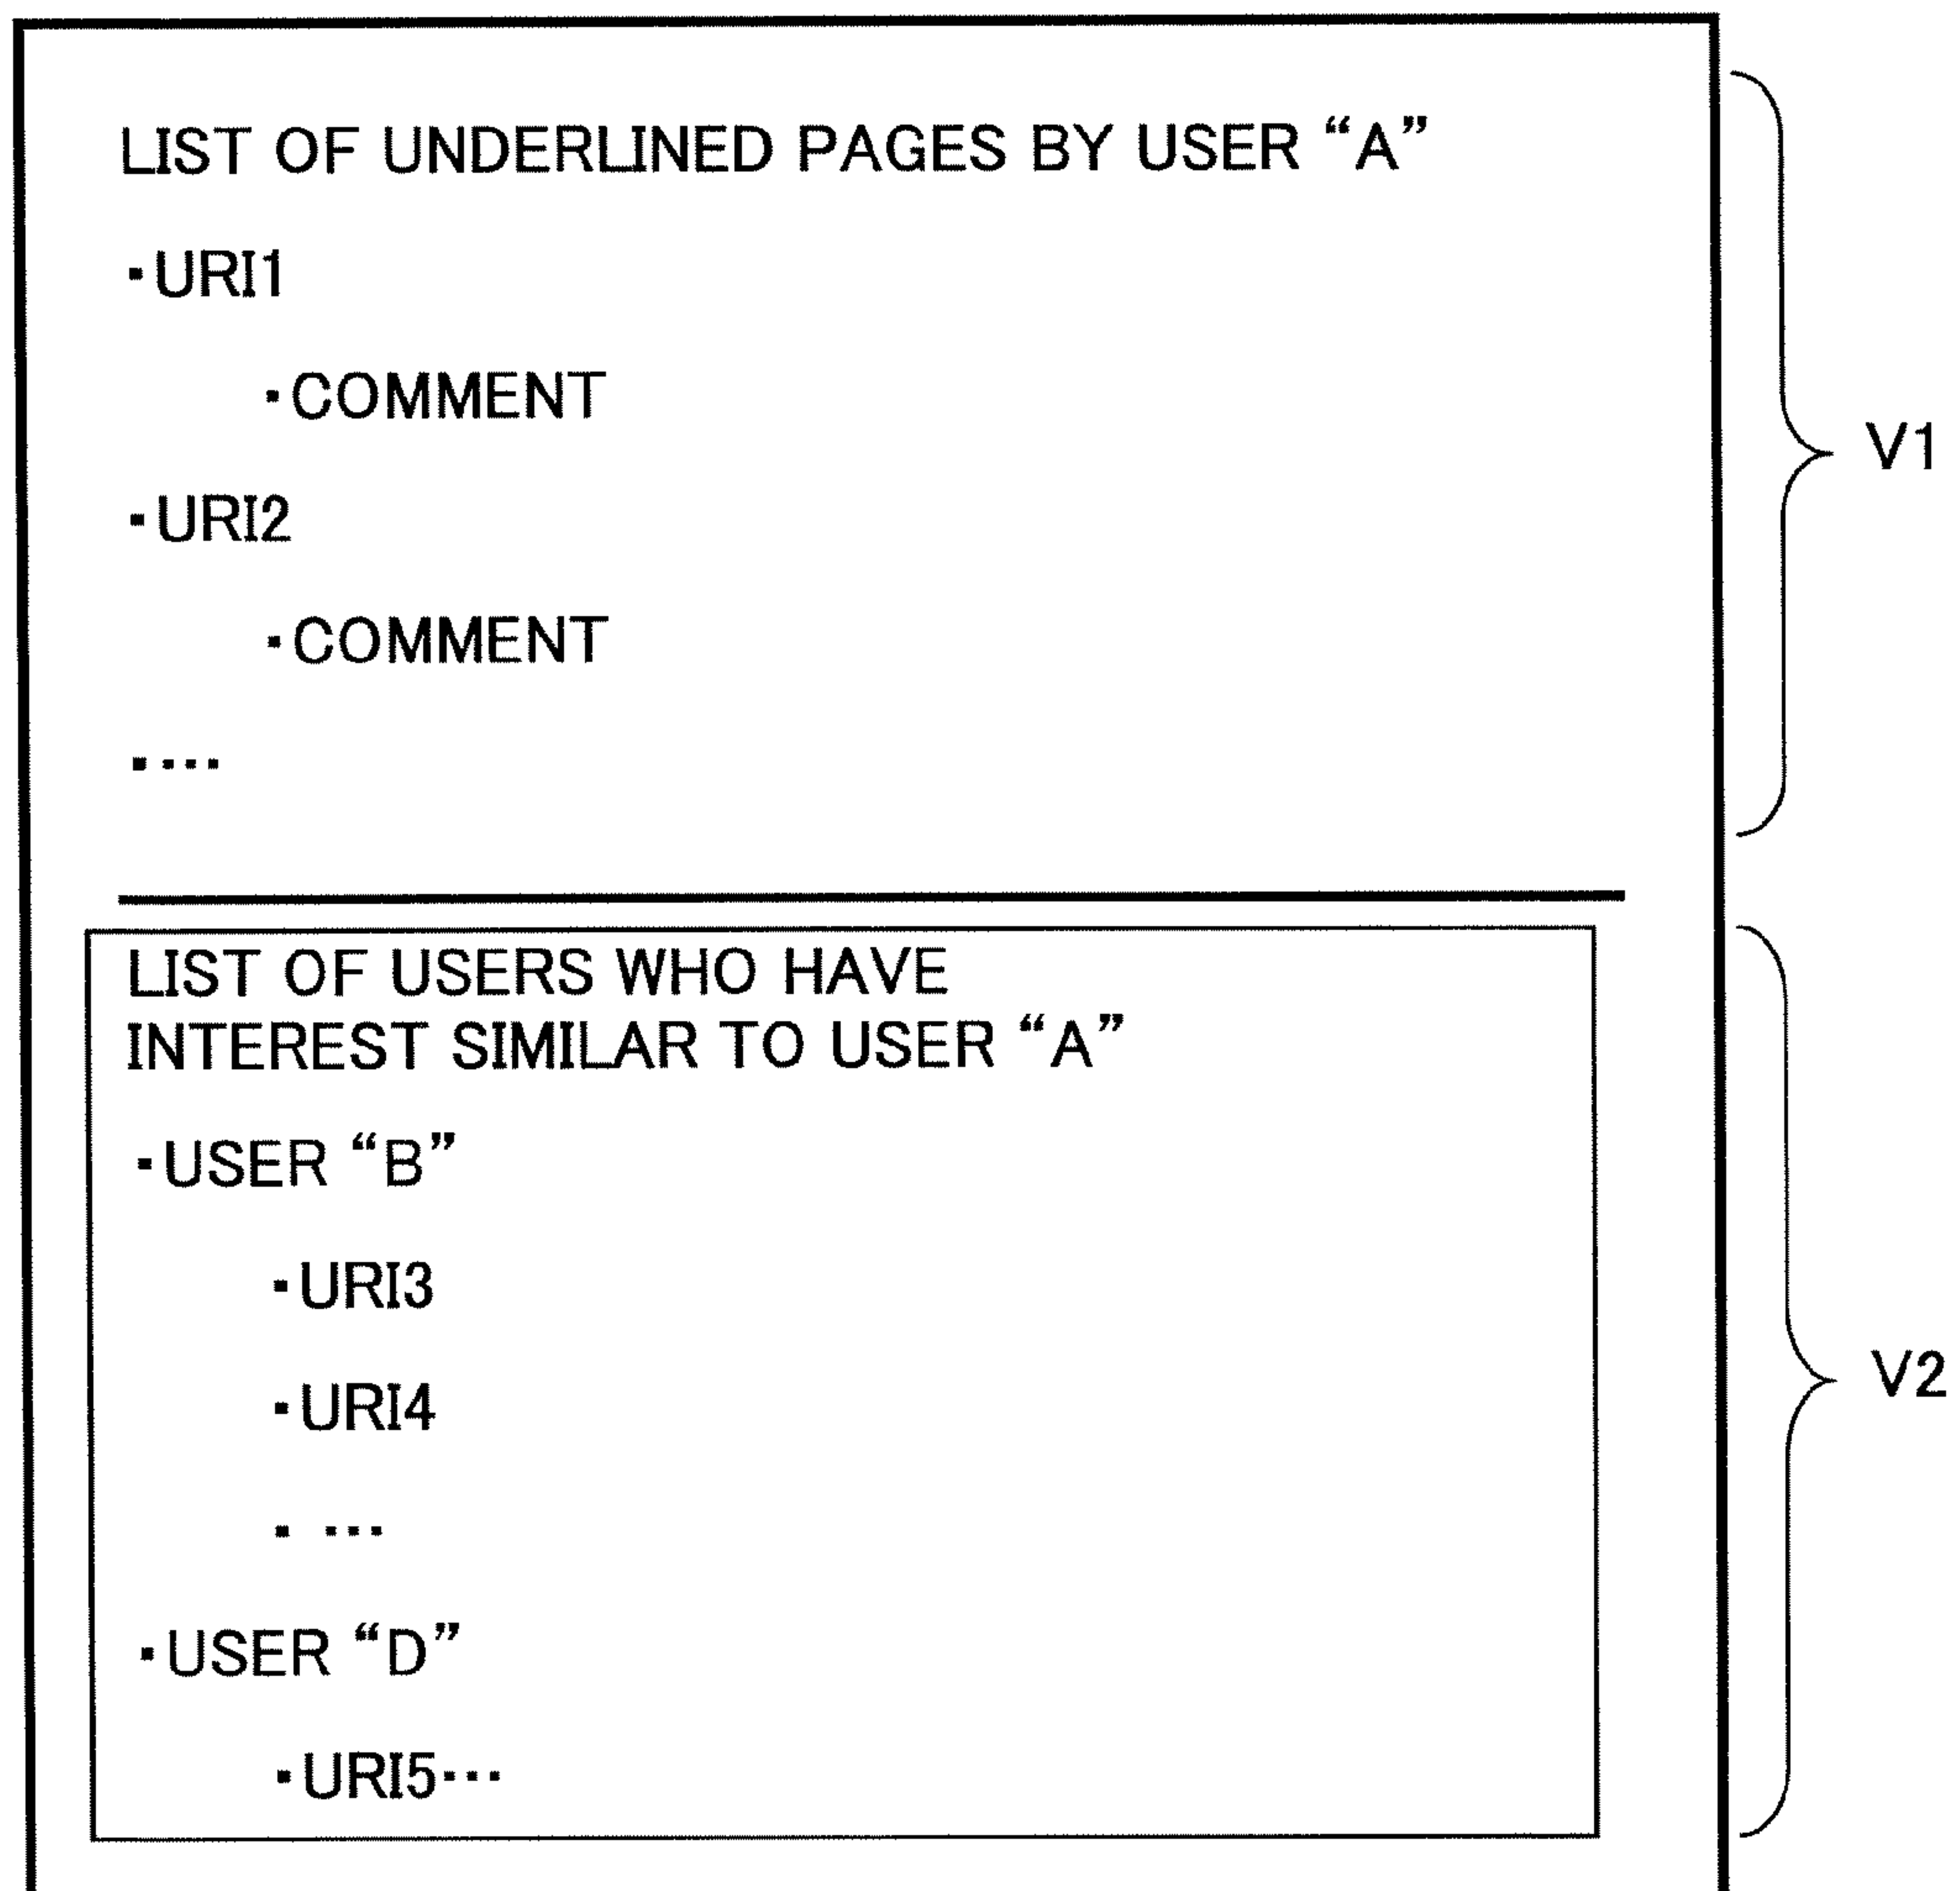 LIST OF UNDERLINED PAGES BY USER “A”
・URI1
・COMMENT
V1
・URI2
・COMMENT
・・・・
LIST OF USERS WHO HAVE
INTEREST SIMILAR TO USER “A”
・USER “B”
・URI3
・URI4
V2
・ ・・・
・USER “D”
・URI5・・・